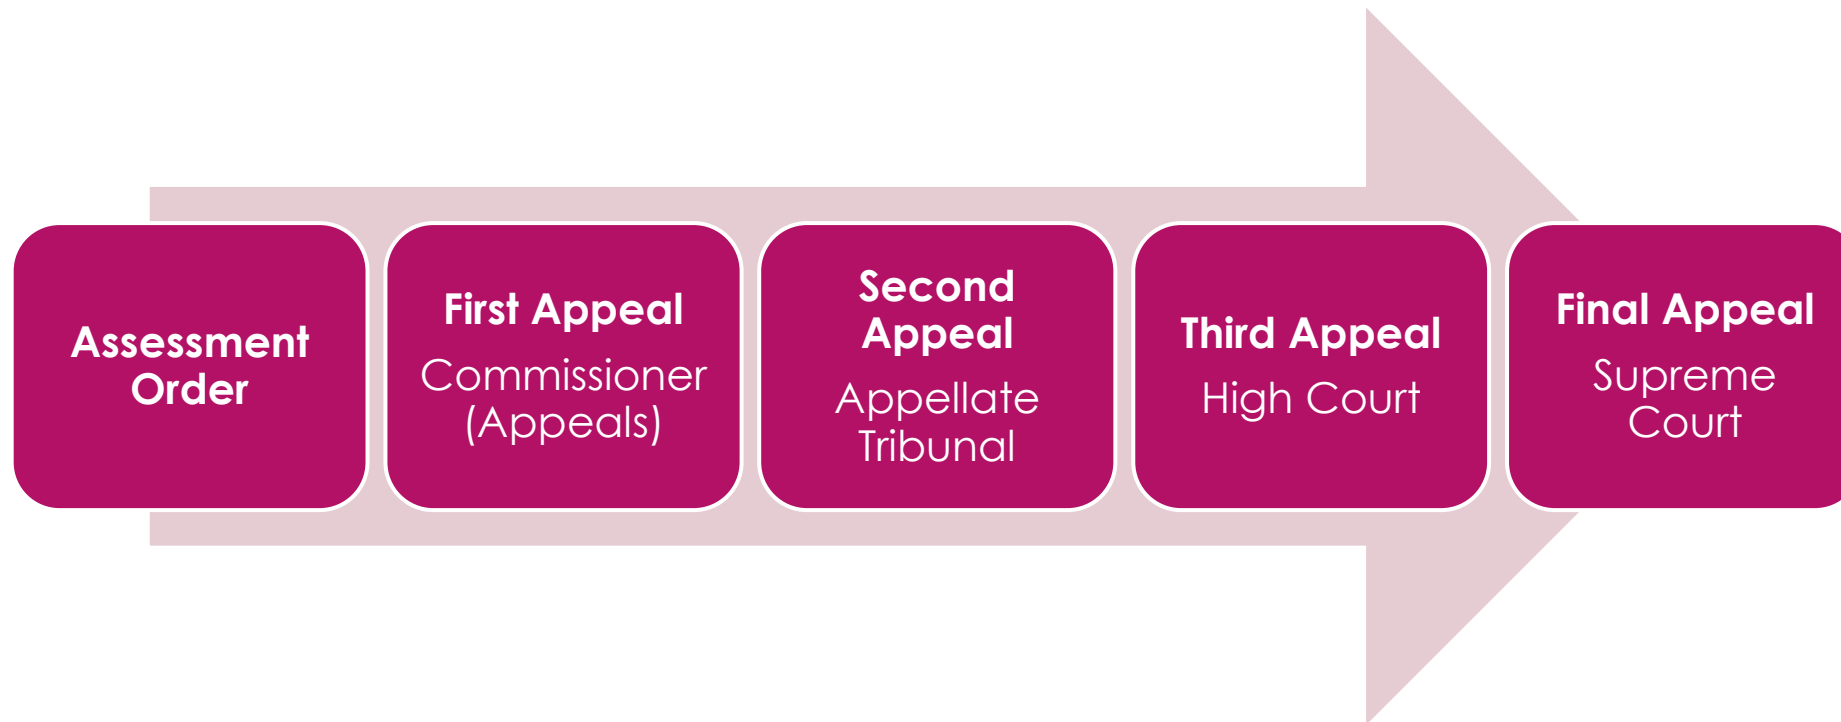 Assessment
Order
First Appeal
Commissioner
(Appeals)
Second
Appeal
Appellate
Tribunal
Third Appeal
High Court
Final Appeal
Supreme
Court